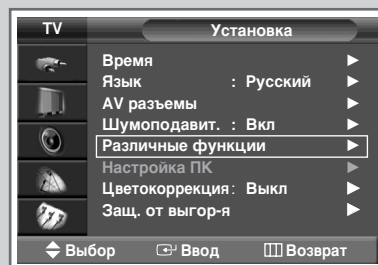 TV Установка
Время
Язык : Русский
AV разъемы
Шумоподавит. : Вкл
Различные функции
Настройка ПК
Цветокоррекция: Выкл
Защ. от выгор-я
Выбор Ввод Возврат